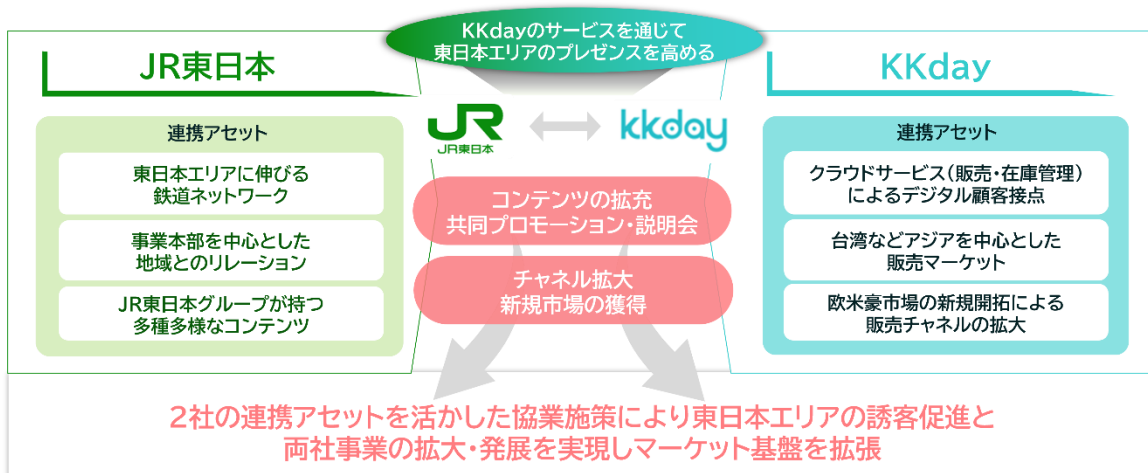 KKdayのサービスを通じて
東日本エリアのプレゼンスを高める
JR東日本
連携アセット
東日本エリアに伸びる
鉄道ネットワーク
事業本部を中心とした
地域とのリレーション
JR東日本グループが持つ
多種多様なコンテンツ
JR
JR東日本
kkday
コンテンツの拡充
共同プロモーション・説明会
チャネル拡大
新規市場の獲得
KKday
連携アセット
クラウドサービス(販売・在庫管理)
によるデジタル顧客接点
台湾などアジアを中心とした
販売マーケット
欧米豪市場の新規開拓による
販売チャネルの拡大
2社の連携アセットを活かした協業施策により東日本エリアの誘客促進と
両社事業の拡大・発展を実現しマーケット基盤を拡張